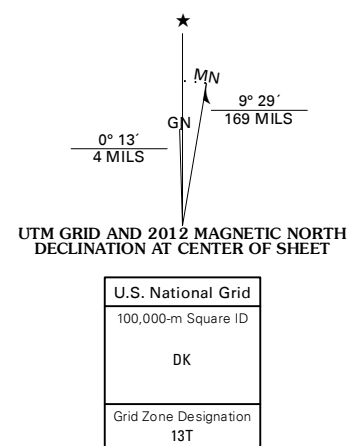 MN
GN
9° 29´
169 MILS
0° 13´
4 MILS
UTM GRID AND 2012 MAGNETIC NORTH
DECLINATION AT CENTER OF SHEET
U.S. National Grid
100,000-m Square ID
DK
Grid Zone Designation
13T